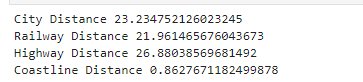 City Distance 23.234752126023245
Railway Distance 21.961465676043673
Highway Distance 26.88038569681492
Coastline Distance 0.8627671182499878